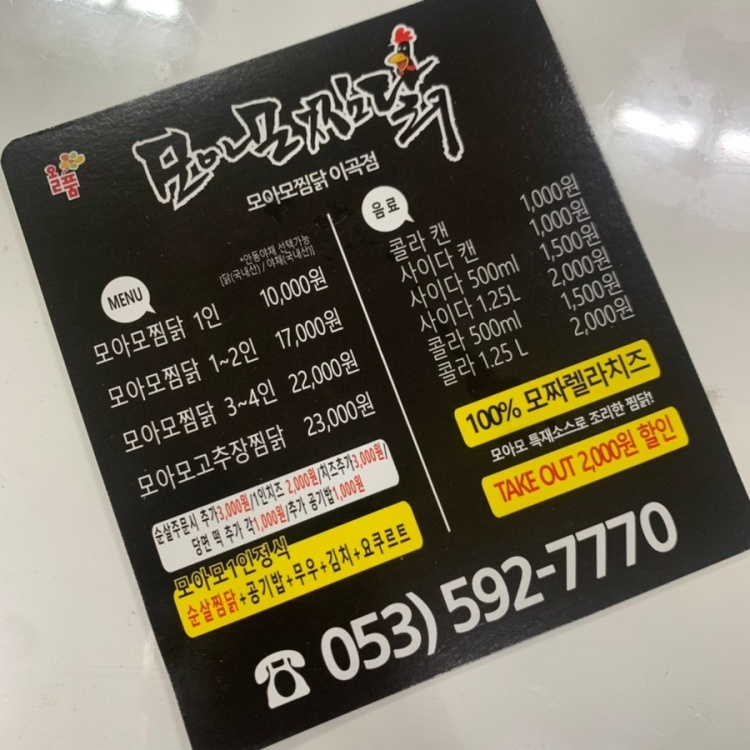 올품
모아모찜닭
모아모찜닭 이곡점
*안동야채 선택가능
[닭(국내산) / 야채(국내산)]
MENU
모아모찜닭 1인 10,000원
모아모찜닭 1~2인 17,000원
모아모찜닭 3~4인 22,000원
모아모고추장찜닭 23,000원
순살주문시 추가3,000원/1인치즈 2,000원/치즈추가3,000원/
당면 떡 추가 각1,000원/추가 공기밥1,000원
모아모1인정식
순살찜닭+공기밥+무우+김치+요쿠르트
음료
콜라 캔 1,000원
사이다 캔 1,000원
사이다 500ml 1,500원
사이다 1.25L 2,000원
콜라 500ml 1,500원
콜라 1.25 L 2,000원
100% 모짜렐라치즈
모아모 특재소스로 조리한 찜닭!
TAKE OUT 2,000원 할인
053) 592-7770